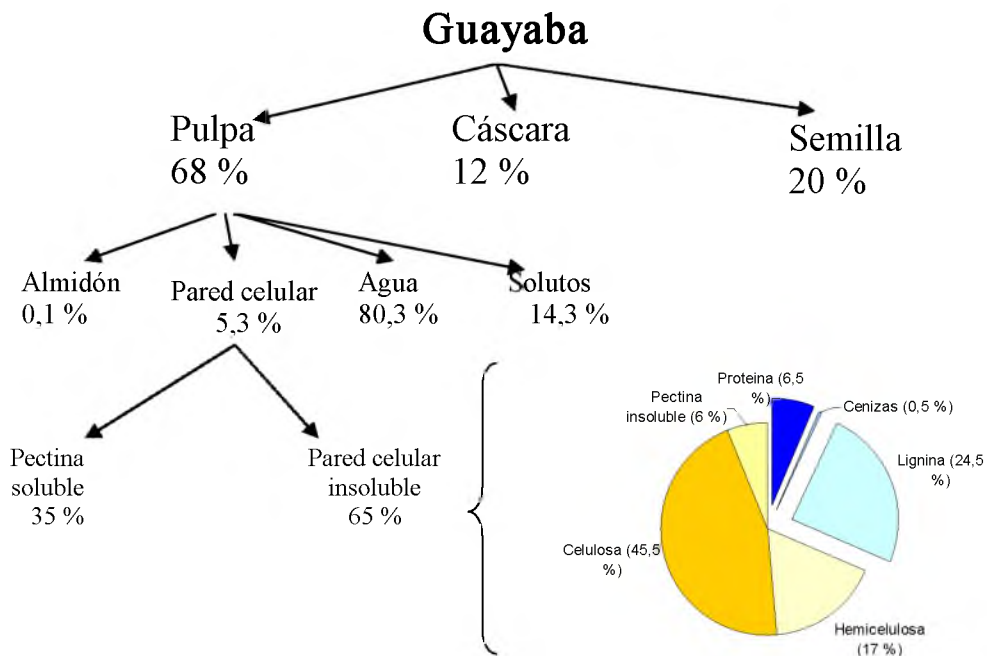 Guayaba
Pulpa
68 %
Cáscara
12 %
Semilla
20 %
Almidón
0,1 %
Pared celular
5,3 %
Agua
80,3 %
Solutos
14,3 %
Pectina
soluble
35 %
Pared celular
insoluble
65 %
Proteina (6,5
%)
Pectina
insoluble (6 %)
Cenizas (0,5 %)
Lignina (24,5
%)
Celulosa (45,5
%)
Hemicelulosa
(17 %)